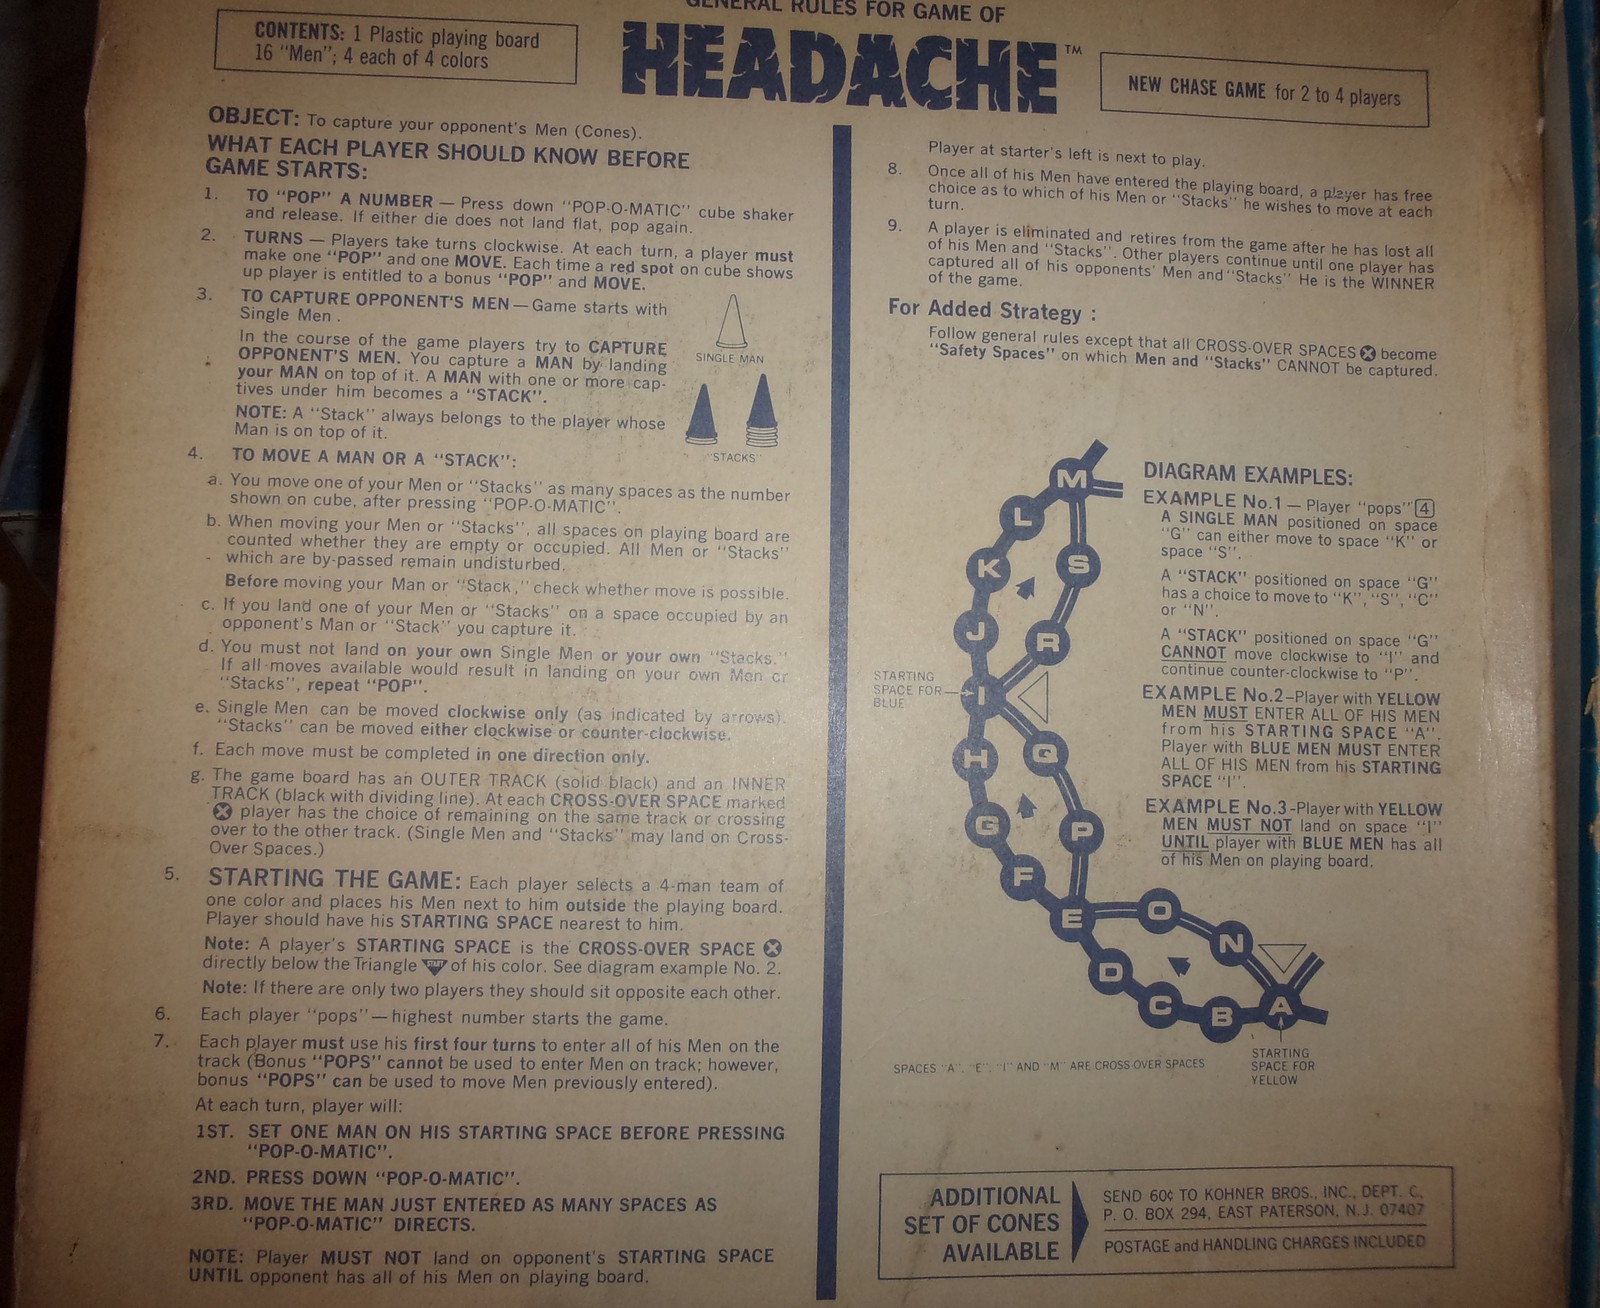 GENERAL RULES FOR GAME OF
HEADACHE™
CONTENTS: 1 Plastic playing board
16 "Men"; 4 each of 4 colors
NEW CHASE GAME for 2 to 4 players
OBJECT: To capture your opponent's Men (Cones).
WHAT EACH PLAYER SHOULD KNOW BEFORE
GAME STARTS:
1. TO "POP" A NUMBER — Press down "POP-O-MATIC" cube shaker
and release. If either die does not land flat, pop again.
2. TURNS — Players take turns clockwise. At each turn, a player must
make one "POP" and one MOVE. Each time a red spot on cube shows
up player is entitled to a bonus "POP" and MOVE.
3. TO CAPTURE OPPONENT'S MEN — Game starts with
Single Men .
In the course of the game players try to CAPTURE
OPPONENT'S MEN. You capture a MAN by landing
your MAN on top of it. A MAN with one or more cap-
tives under him becomes a "STACK".
NOTE: A "Stack" always belongs to the player whose
Man is on top of it.
SINGLE MAN
"STACKS"
4. TO MOVE A MAN OR A "STACK":
a. You move one of your Men or "Stacks" as many spaces as the number
shown on cube, after pressing "POP-O-MATIC".
b. When moving your Men or "Stacks", all spaces on playing board are
counted whether they are empty or occupied. All Men or "Stacks"
which are by-passed remain undisturbed.
Before moving your Man or "Stack," check whether move is possible.
c. If you land one of your Men or "Stacks" on a space occupied by an
opponent's Man or "Stack" you capture it.
d. You must not land on your own Single Men or your own "Stacks."
If all moves available would result in landing on your own Men or
"Stacks", repeat "POP".
e. Single Men can be moved clockwise only (as indicated by arrows).
"Stacks" can be moved either clockwise or counter-clockwise.
f. Each move must be completed in one direction only.
g. The game board has an OUTER TRACK (solid black) and an INNER
TRACK (black with dividing line). At each CROSS-OVER SPACE marked
ⓧ player has the choice of remaining on the same track or crossing
over to the other track. (Single Men and "Stacks" may land on Cross-
Over Spaces.)
5. STARTING THE GAME: Each player selects a 4-man team of
one color and places his Men next to him outside the playing board.
Player should have his STARTING SPACE nearest to him.
Note: A player's STARTING SPACE is the CROSS-OVER SPACE ⓧ
directly below the Triangle START of his color. See diagram example No. 2.
Note: If there are only two players they should sit opposite each other.
6. Each player "pops" — highest number starts the game.
7. Each player must use his first four turns to enter all of his Men on the
track (Bonus "POPS" cannot be used to enter Men on track; however,
bonus "POPS" can be used to move Men previously entered).
At each turn, player will:
1ST. SET ONE MAN ON HIS STARTING SPACE BEFORE PRESSING
"POP-O-MATIC".
2ND. PRESS DOWN "POP-O-MATIC".
3RD. MOVE THE MAN JUST ENTERED AS MANY SPACES AS
"POP-O-MATIC" DIRECTS.
NOTE: Player MUST NOT land on opponent's STARTING SPACE
UNTIL opponent has all of his Men on playing board.
Player at starter's left is next to play.
8. Once all of his Men have entered the playing board, a player has free
choice as to which of his Men or "Stacks" he wishes to move at each
turn.
9. A player is eliminated and retires from the game after he has lost all
of his Men and "Stacks". Other players continue until one player has
captured all of his opponents' Men and "Stacks" He is the WINNER
of the game.
For Added Strategy :
Follow general rules except that all CROSS-OVER SPACES ⓧ become
"Safety Spaces" on which Men and "Stacks" CANNOT be captured.
M
L
K
S
J
R
STARTING
SPACE FOR
BLUE
I
H
Q
G
P
F
E
O
N
D
C
B
A
STARTING
SPACE FOR
YELLOW
SPACES "A", "E", "I" AND "M" ARE CROSS OVER SPACES
DIAGRAM EXAMPLES:
EXAMPLE No.1 — Player "pops" 4
A SINGLE MAN positioned on space
"G" can either move to space "K" or
space "S".
A "STACK" positioned on space "G"
has a choice to move to "K", "S", "C"
or "N".
A "STACK" positioned on space "G"
CANNOT move clockwise to "I" and
continue counter-clockwise to "P".
EXAMPLE No.2-Player with YELLOW
MEN MUST ENTER ALL OF HIS MEN
from his STARTING SPACE "A".
Player with BLUE MEN MUST ENTER
ALL OF HIS MEN from his STARTING
SPACE "I".
EXAMPLE No.3-Player with YELLOW
MEN MUST NOT land on space "I"
UNTIL player with BLUE MEN has all
of his Men on playing board.
ADDITIONAL
SET OF CONES
AVAILABLE
SEND 60¢ TO KOHNER BROS., INC., DEPT. C,
P. O. BOX 294, EAST PATERSON, N.J. 07407
POSTAGE and HANDLING CHARGES INCLUDED